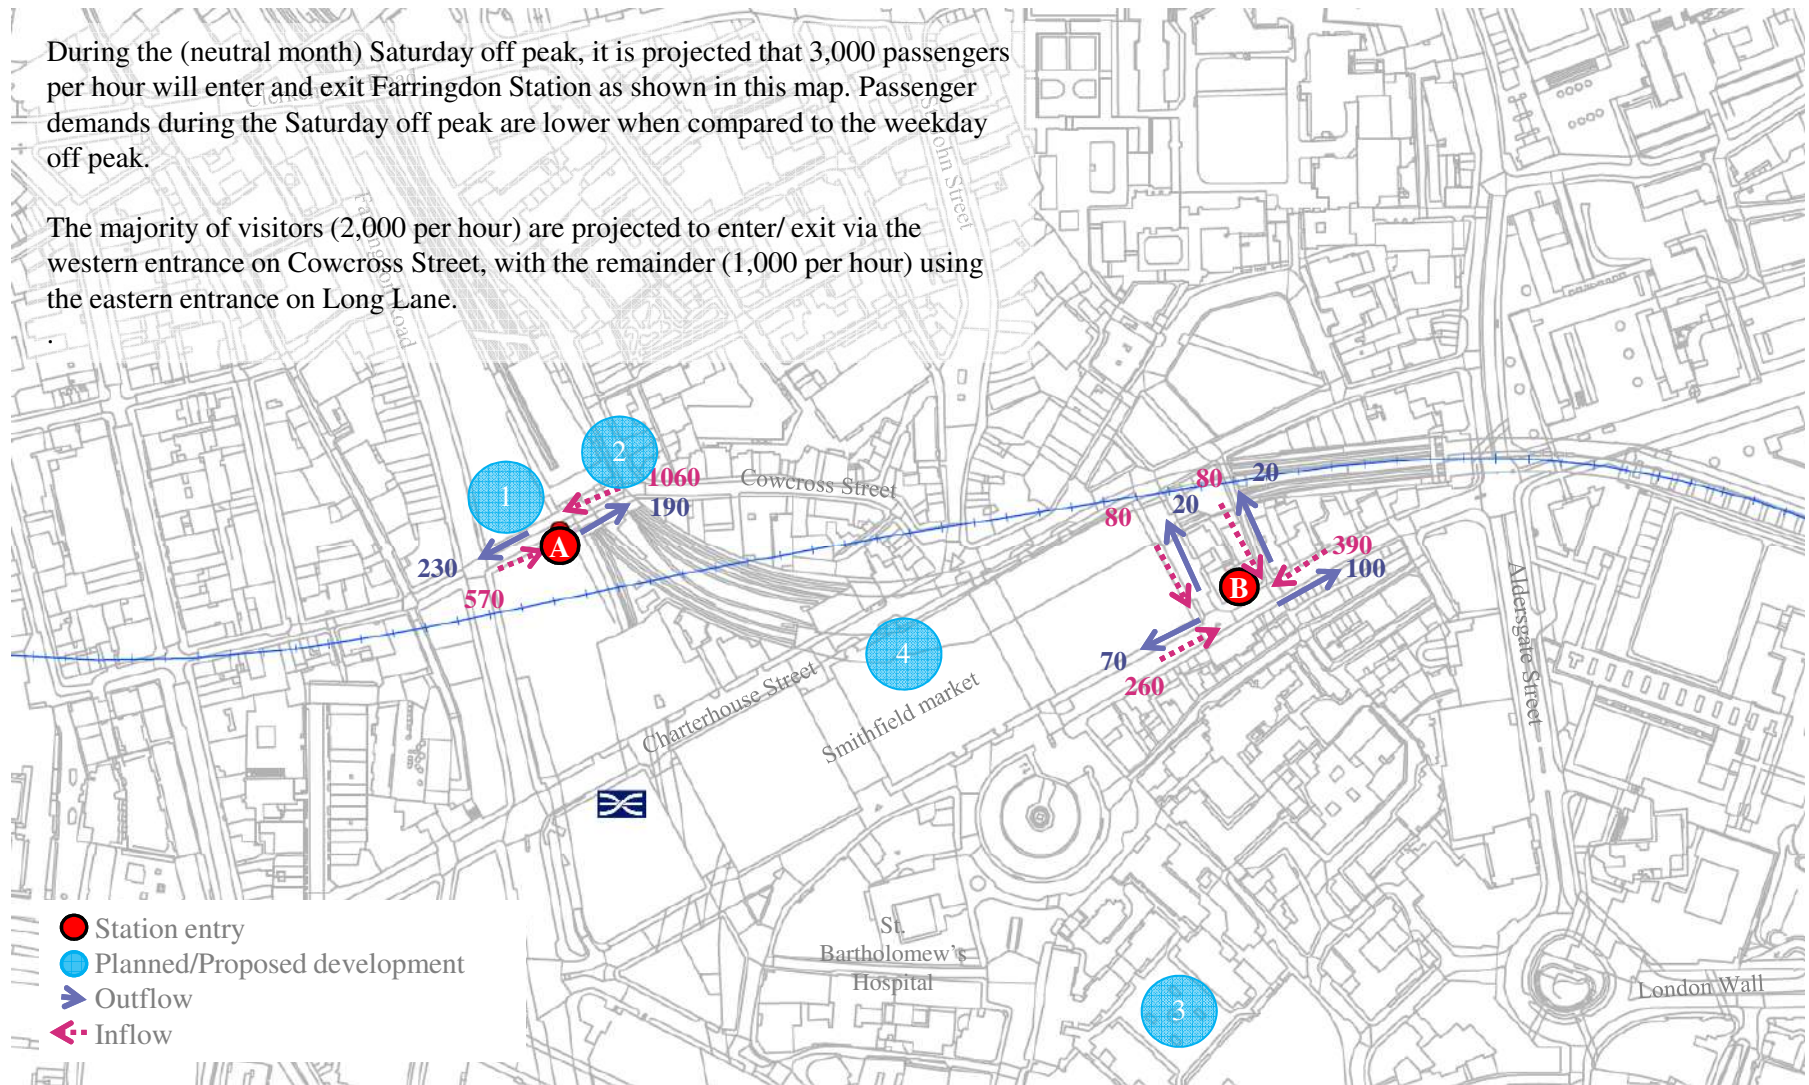 During the (neutral month) Saturday off peak, it is projected that 3,000 passengers
per hour will enter and exit Farringdon Station as shown in this map. Passenger
demands during the Saturday off peak are lower when compared to the weekday
off peak.
The majority of visitors (2,000 per hour) are projected to enter/ exit via the
western entrance on Cowcross Street, with the remainder (1,000 per hour) using
the eastern entrance on Long Lane.
.
Farringdon Road
St John Street
2
1060
Cowcross Street
190
1
A
230
570
80
20
80
20
390
100
B
70
260
Aldersgate Street
4
Charterhouse Street
Smithfield market
St.
Bartholomew's
Hospital
3
London Wall
Station entry
Planned/Proposed development
Outflow
Inflow